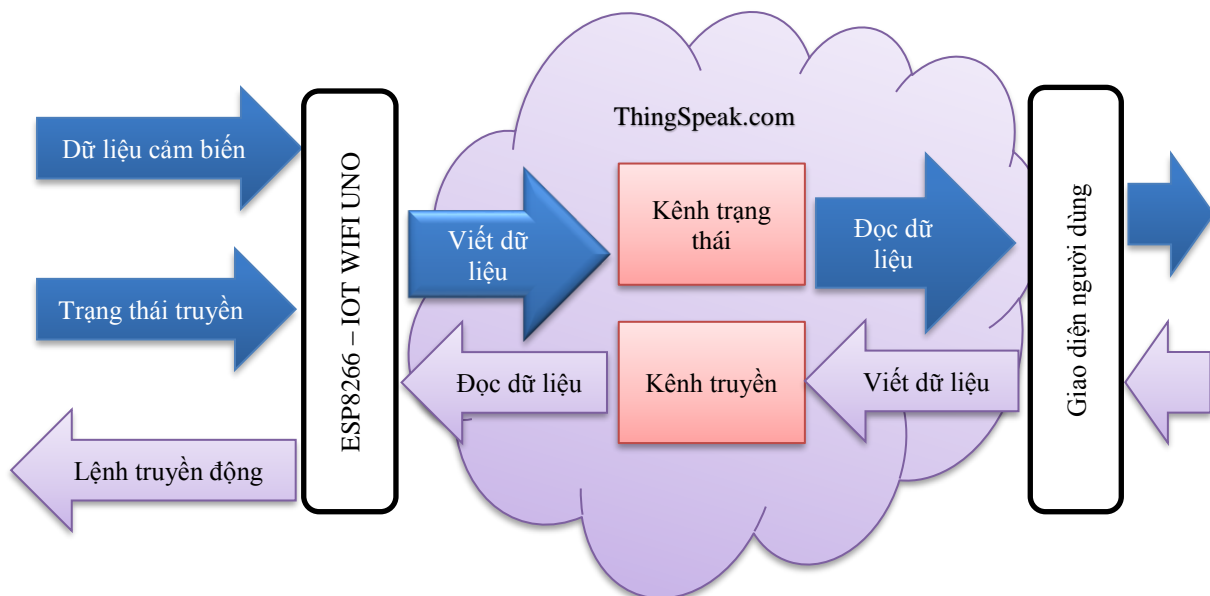 ThingSpeak.com
Dữ liệu cảm biến
Trạng thái truyền
Lệnh truyền động
ESP8266 – IOT WIFI UNO
Viết dữ
liệu
Kênh trạng
thái
Đọc dữ
liệu
Đọc dữ liệu
Kênh truyền
Viết dữ liệu
Giao diện người dùng